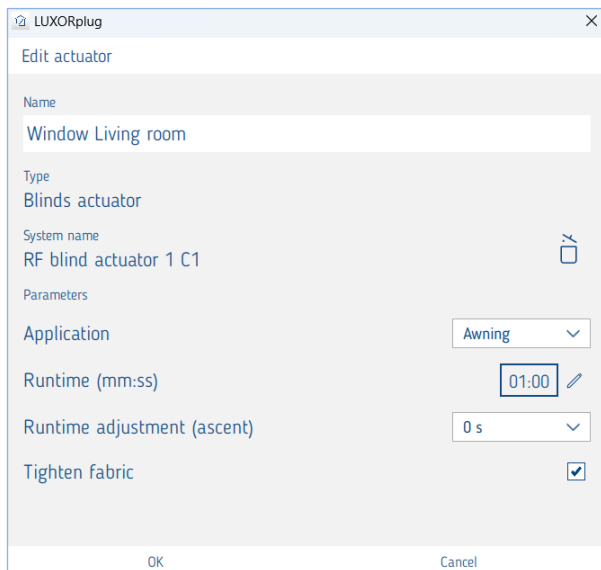 LUXORplug
Edit actuator
Name
Window Living room
Type
Blinds actuator
System name
RF blind actuator 1 C1
Parameters
Application Awning
Runtime (mm:ss) 01:00
Runtime adjustment (ascent) 0 s
Tighten fabric
OK Cancel